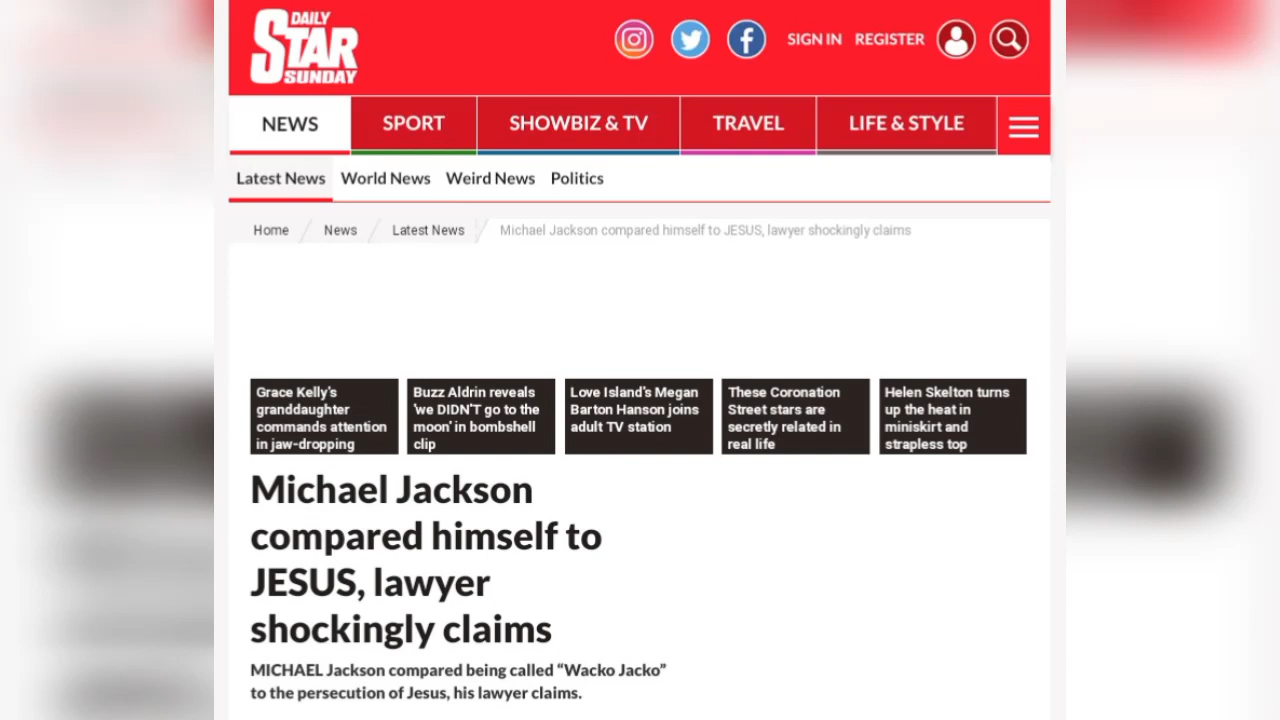 DAILY
STAR
SUNDAY
SIGN IN REGISTER
NEWS SPORT SHOWBIZ & TV TRAVEL LIFE & STYLE
Latest News World News Weird News Politics
Home News Latest News Michael Jackson compared himself to JESUS, lawyer shockingly claims
Grace Kelly's
granddaughter
commands attention
in jaw-dropping
Buzz Aldrin reveals
'we DIDN'T go to the
moon' in bombshell
clip
Love Island's Megan
Barton Hanson joins
adult TV station
These Coronation
Street stars are
secretly related in
real life
Helen Skelton turns
up the heat in
miniskirt and
strapless top
Michael Jackson
compared himself to
JESUS, lawyer
shockingly claims
MICHAEL Jackson compared being called “Wacko Jacko”
to the persecution of Jesus, his lawyer claims.